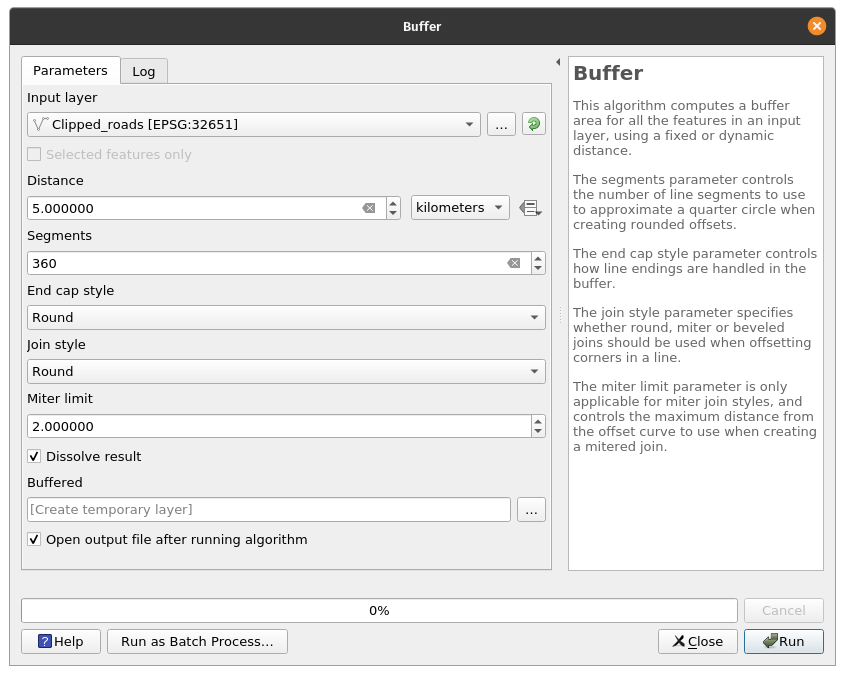 Buffer
Parameters
Log
Input layer
Clipped_roads [EPSG:32651]
...
Selected features only
Distance
5.000000
kilometers
Segments
360
End cap style
Round
Join style
Round
Miter limit
2.000000
Dissolve result
Buffered
[Create temporary layer]
...
Open output file after running algorithm
Buffer
This algorithm computes a buffer
area for all the features in an input
layer, using a fixed or dynamic
distance.
The segments parameter controls
the number of line segments to use
to approximate a quarter circle when
creating rounded offsets.
The end cap style parameter controls
how line endings are handled in the
buffer.
The join style parameter specifies
whether round, miter or beveled
joins should be used when offsetting
corners in a line.
The miter limit parameter is only
applicable for miter join styles, and
controls the maximum distance from
the offset curve to use when creating
a mitered join.
0%
Cancel
Help
Run as Batch Process...
Close
Run